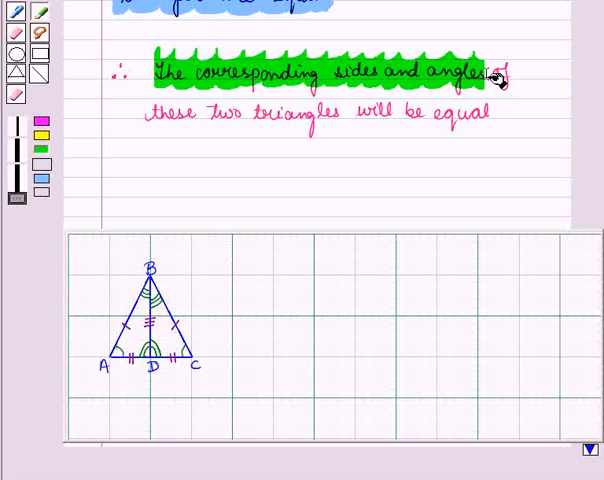 ∴ The corresponding sides and angles of
these two triangles will be equal
B
A D C